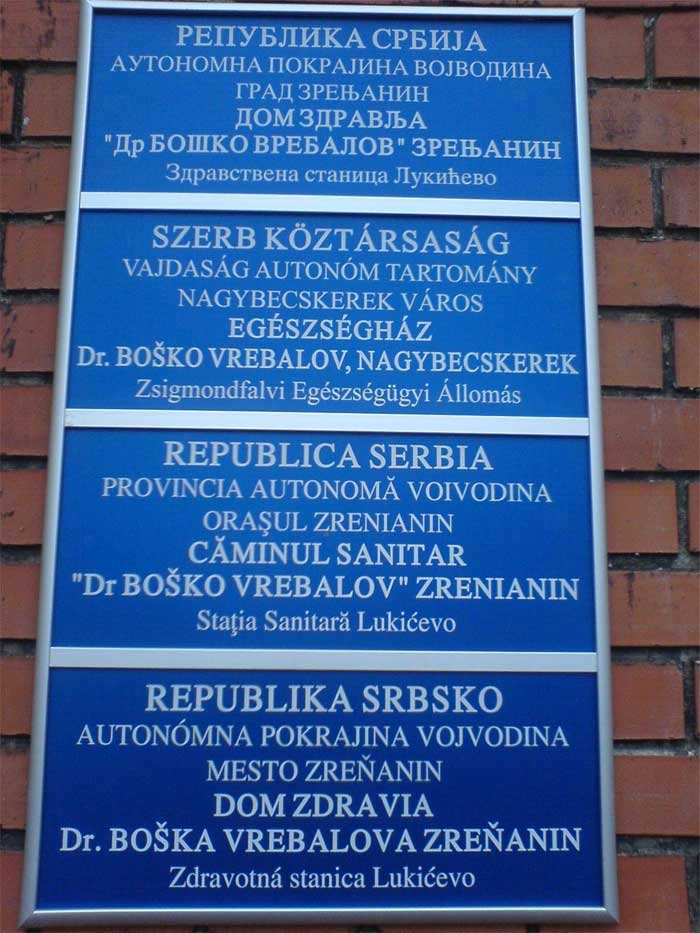 РЕПУБЛИКА СРБИЈА
АУТОНОМНА ПОКРАЈИНА ВОЈВОДИНА
ГРАД ЗРЕЊАНИН
ДОМ ЗДРАВЉА
"Др БОШКО ВРЕБАЛОВ" ЗРЕЊАНИН
Здравствена станица Лукићево
SZERB KÖZTÁRSASÁG
VAJDASÁG AUTONÓM TARTOMÁNY
NAGYBECSKEREK VÁROS
EGÉSZSÉGHÁZ
Dr. BOŠKO VREBALOV, NAGYBECSKEREK
Zsigmondfalvi Egészségügyi Állomás
REPUBLICA SERBIA
PROVINCIA AUTONOMĂ VOIVODINA
ORAŞUL ZRENIANIN
CĂMINUL SANITAR
"Dr BOŠKO VREBALOV" ZRENIANIN
Staţia Sanitară Lukićevo
REPUBLIKA SRBSKO
AUTONÓMNA POKRAJINA VOJVODINA
MESTO ZREŇANIN
DOM ZDRAVIA
Dr. BOŠKA VREBALOVA ZREŇANIN
Zdravotná stanica Lukićevo